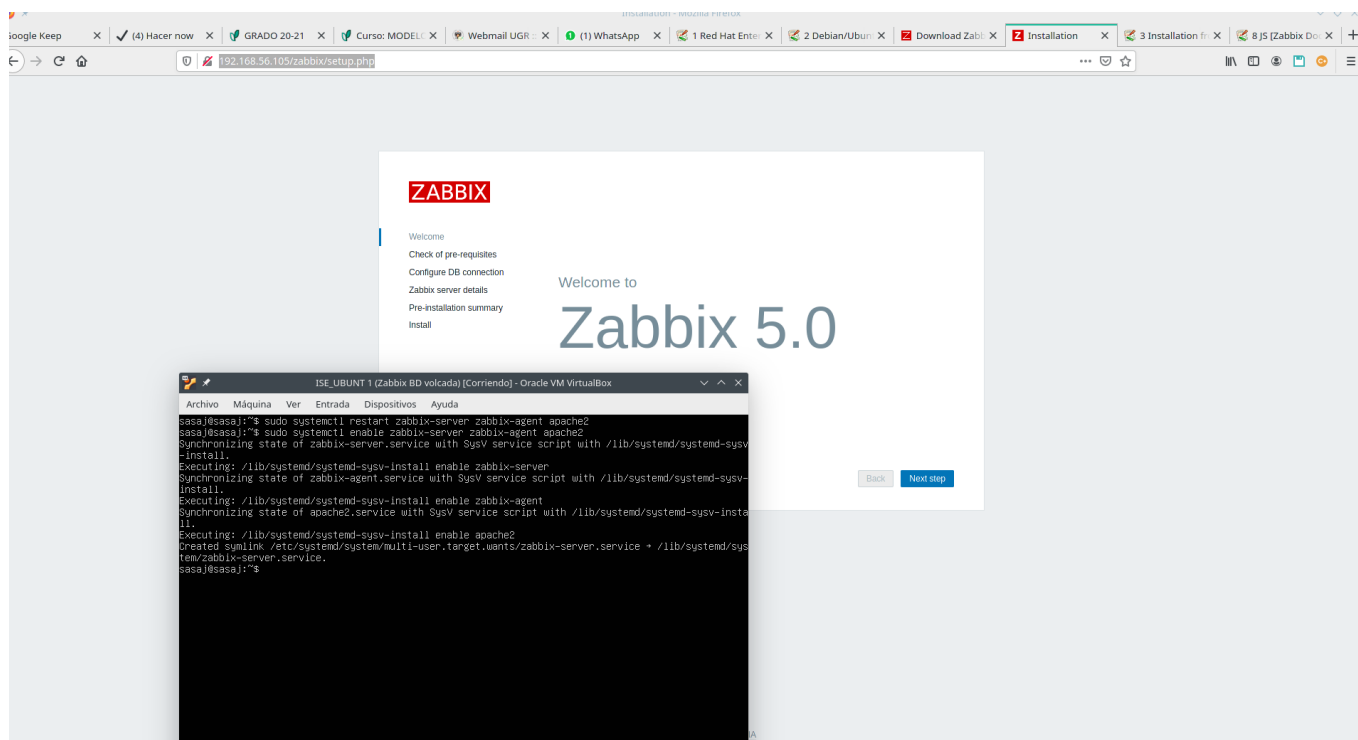 Installation - Mozilla Firefox
Google Keep
(4) Hacer now
GRADO 20-21
Curso: MODELO
Webmail UGR ::
(1) WhatsApp
1 Red Hat Enter
2 Debian/Ubun
Download Zabb
Installation
3 Installation fr
8 JS [Zabbix Doc
192.168.56.105/zabbix/setup.php
ZABBIX
Welcome
Check of pre-requisites
Configure DB connection
Zabbix server details
Pre-installation summary
Install
Welcome to
Zabbix 5.0
Back
Next step
ISE_UBUNT 1 (Zabbix BD volcada) [Corriendo] - Oracle VM VirtualBox
Archivo Máquina Ver Entrada Dispositivos Ayuda
sasaj@sasaj:~$ sudo systemctl restart zabbix-server zabbix-agent apache2
sasaj@sasaj:~$ sudo systemctl enable zabbix-server zabbix-agent apache2
Synchronizing state of zabbix-server.service with SysV service script with /lib/systemd/systemd-sysv
-install.
Executing: /lib/systemd/systemd-sysv-install enable zabbix-server
Synchronizing state of zabbix-agent.service with SysV service script with /lib/systemd/systemd-sysv-
install.
Executing: /lib/systemd/systemd-sysv-install enable zabbix-agent
Synchronizing state of apache2.service with SysV service script with /lib/systemd/systemd-sysv-insta
ll.
Executing: /lib/systemd/systemd-sysv-install enable apache2
Created symlink /etc/systemd/system/multi-user.target.wants/zabbix-server.service → /lib/systemd/sys
tem/zabbix-server.service.
sasaj@sasaj:~$